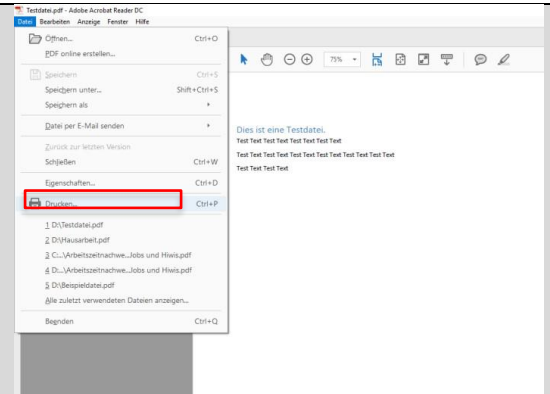 Testdatei.pdf - Adobe Acrobat Reader DC
Datei Bearbeiten Anzeige Fenster Hilfe
Öffnen... Ctrl+O
PDF online erstellen...
Speichern Ctrl+S
Speichern unter... Shift+Ctrl+S
Speichern als
Datei per E-Mail senden
Zurück zur letzten Version
Schließen Ctrl+W
Eigenschaften... Ctrl+D
Drucken... Ctrl+P
1 D:\Testdatei.pdf
2 D:\Hausarbeit.pdf
3 C:...\Arbeitszeitnachwe...Jobs und Hiwis.pdf
4 D:...\Arbeitszeitnachwe...Jobs und Hiwis.pdf
5 D:\Beispieldatei.pdf
Alle zuletzt verwendeten Dateien anzeigen...
Beenden Ctrl+Q
75%
Dies ist eine Testdatei.
Test Text Test Text Test Text Test Text
Test Text Test Text Test Text Test Text Test Text Test Text
Test Text Test Text